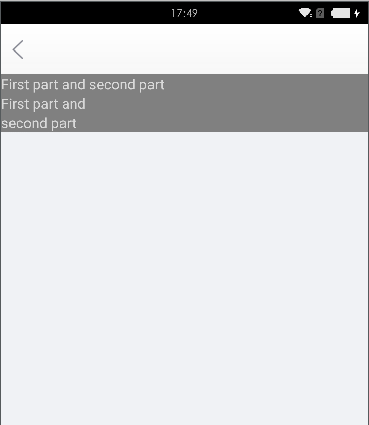 17:49
First part and second part
First part and
second part